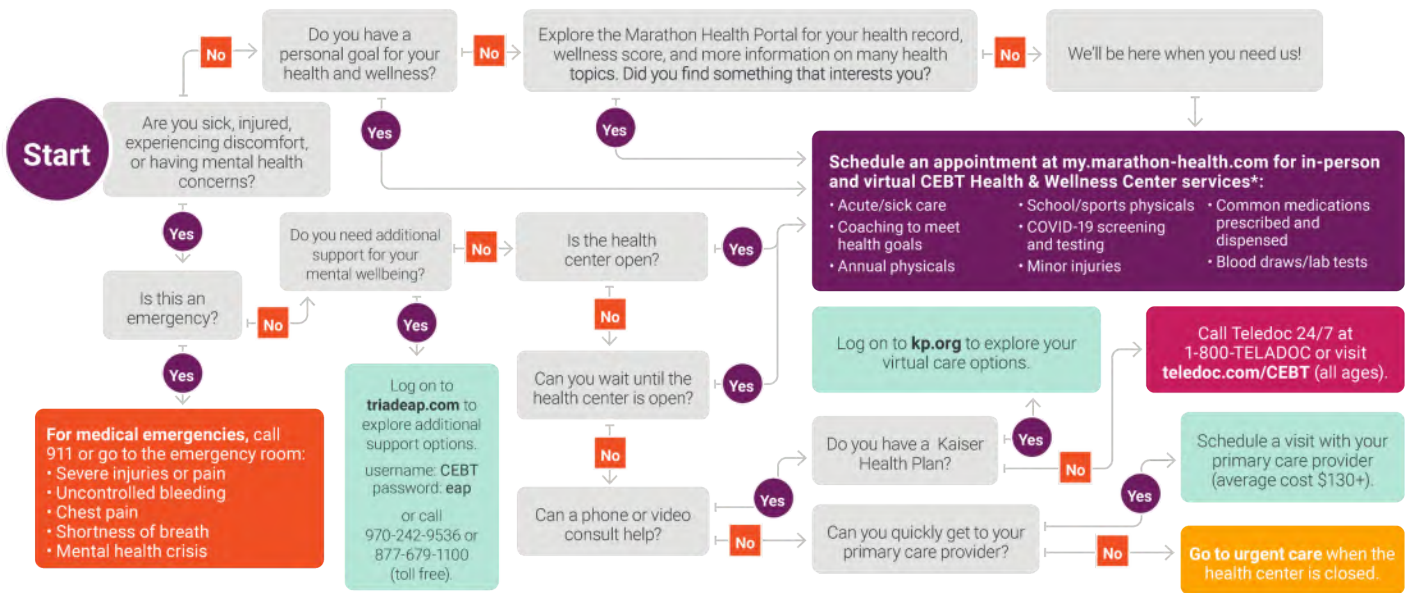 Start
Are you sick, injured,
experiencing discomfort,
or having mental health
concerns?
No
Do you have a
personal goal for your
health and wellness?
No
Explore the Marathon Health Portal for your health record,
wellness score, and more information on many health
topics. Did you find something that interests you?
No
We'll be here when you need us!
Yes
Yes
Schedule an appointment at my.marathon-health.com for in-person
and virtual CEBT Health & Wellness Center services*:
• Acute/sick care
• Coaching to meet
health goals
• Annual physicals
• School/sports physicals
• COVID-19 screening
and testing
• Minor injuries
• Common medications
prescribed and
dispensed
• Blood draws/lab tests
Yes
Is this an
emergency?
No
Do you need additional
support for your
mental wellbeing?
No
Is the health
center open?
Yes
Yes
For medical emergencies, call
911 or go to the emergency room:
• Severe injuries or pain
• Uncontrolled bleeding
• Chest pain
• Shortness of breath
• Mental health crisis
Yes
Log on to
triadeap.com to
explore additional
support options.
username: CEBT
password: eap
or call
970-242-9536 or
877-679-1100
(toll free).
No
Can you wait until the
health center is open?
Yes
No
Can a phone or video
consult help?
Yes
No
Do you have a Kaiser
Health Plan?
Yes
Log on to kp.org to explore your
virtual care options.
No
Call Teledoc 24/7 at
1-800-TELADOC or visit
teledoc.com/CEBT (all ages).
Can you quickly get to your
primary care provider?
Yes
Schedule a visit with your
primary care provider
(average cost $130+).
No
Go to urgent care when the
health center is closed.